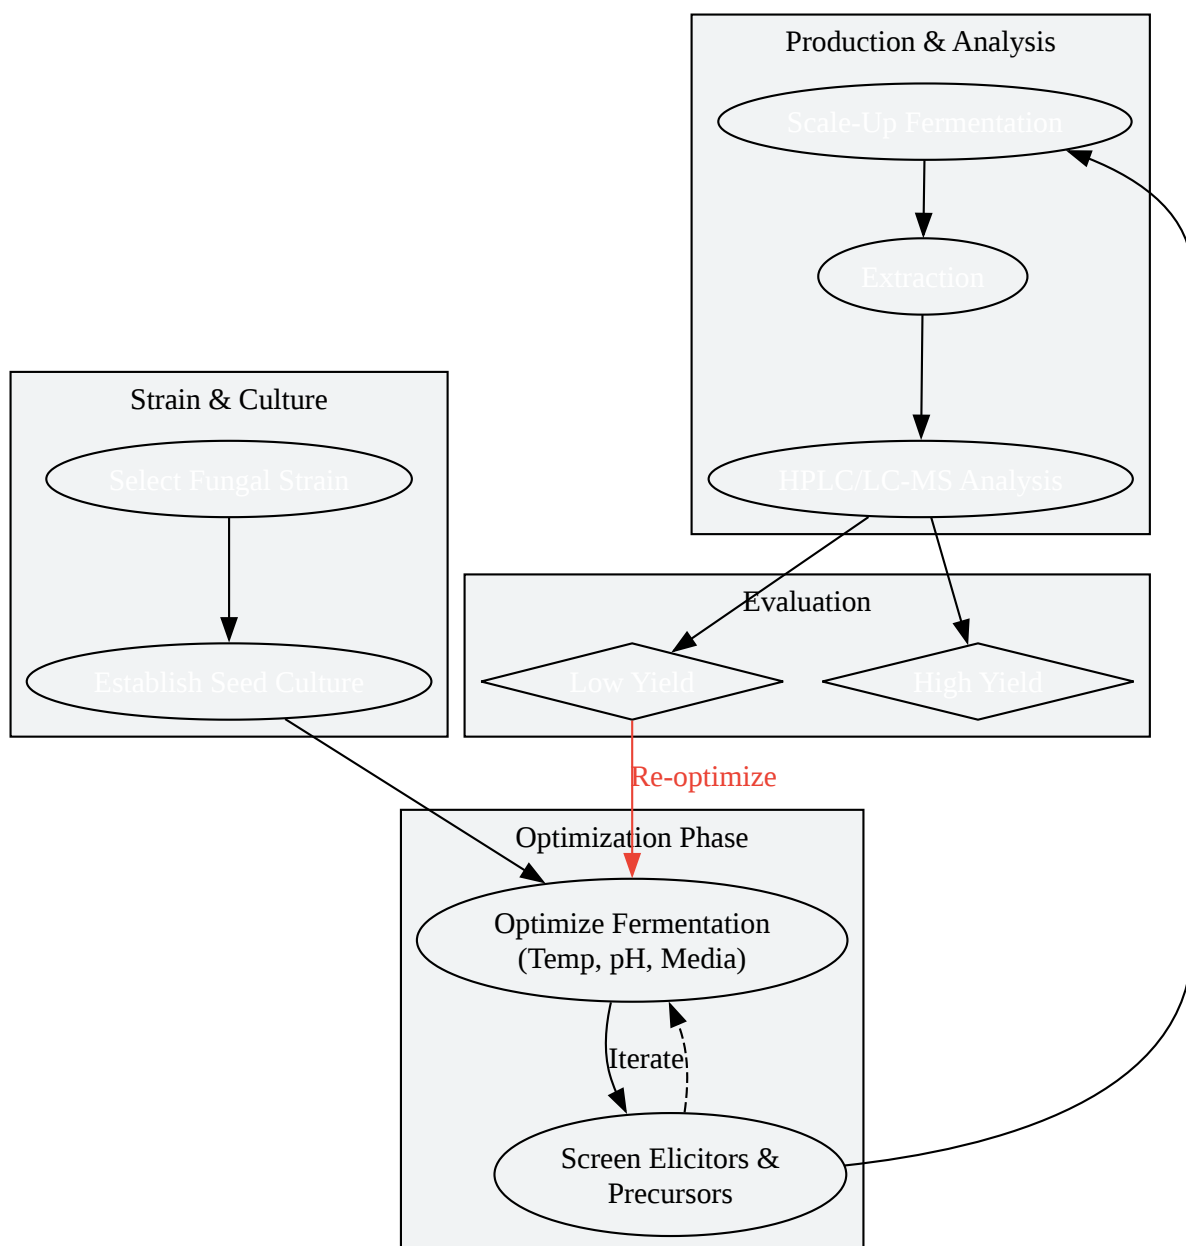 Production & Analysis
Scale-Up Fermentation
Extraction
HPLC/LC-MS Analysis
Strain & Culture
Select Fungal Strain
Establish Seed Culture
Evaluation
Low Yield
High Yield
Re-optimize
Optimization Phase
Optimize Fermentation
(Temp, pH, Media)
Iterate
Screen Elicitors &
Precursors